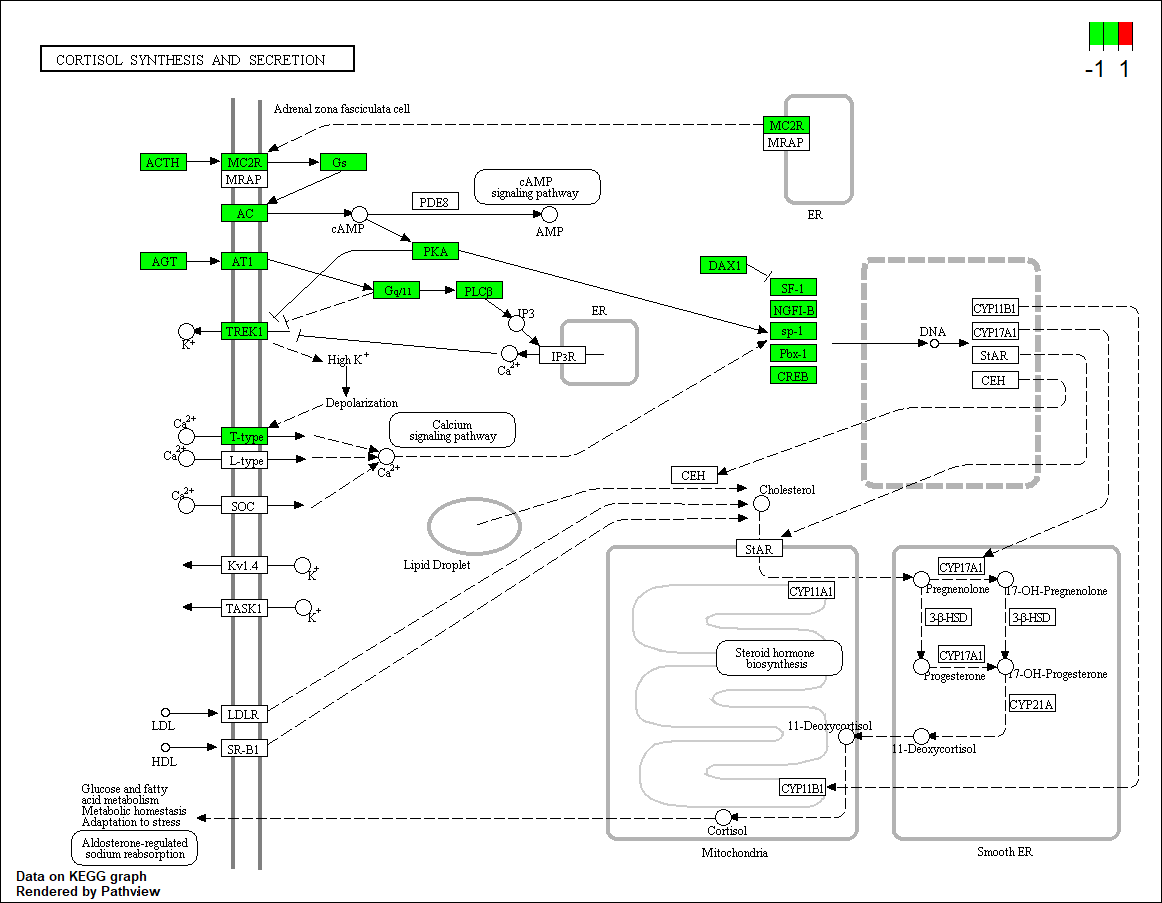 CORTISOL SYNTHESIS AND SECRETION
-1 1
Adrenal zona fasciculata cell
MC2R
MRAP
ER
ACTH
MC2R
MRAP
Gs
cAMP
signaling pathway
PDE8
AC
cAMP
AMP
AGT
AT1
PKA
DAX1
Gq/11
PLCβ
SF-1
NGFI-B
sp-1
Pbx-1
CREB
IP3
ER
IP3R
Ca2+
TREK1
K+
High K+
Depolarization
DNA
CYP11B1
CYP17A1
StAR
CEH
Calcium
signaling pathway
Ca2+
T-type
Ca2+
L-type
Ca2+
Ca2+
SOC
CEH
Cholesterol
Lipid Droplet
StAR
Kv1.4
K+
TASK1
K+
CYP11A1
CYP17A1
Pregnenolone
17-OH-Pregnenolone
3-β-HSD
3-β-HSD
Steroid hormone
biosynthesis
CYP17A1
Progesterone
17-OH-Progesterone
CYP21A
LDL
LDLR
HDL
SR-B1
11-Deoxycortisol
11-Deoxycortisol
CYP11B1
Cortisol
Glucose and fatty
acid metabolism
Metabolic homestasis
Adaptation to stress
Aldosterone-regulated
sodium reabsorption
Mitochondria
Smooth ER
Data on KEGG graph
Rendered by Pathview